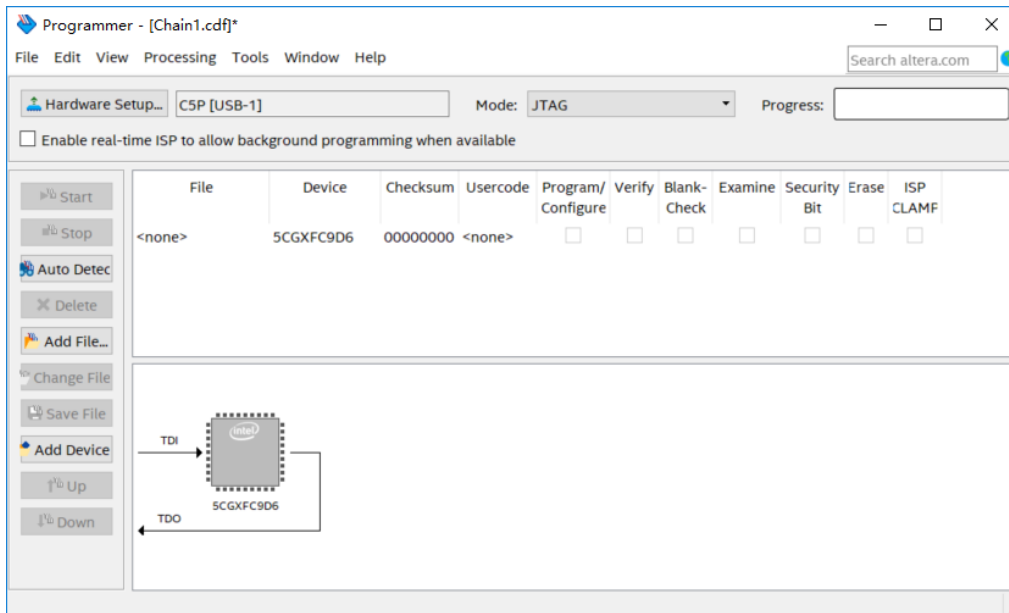 Programmer - [Chain1.cdf]*
File Edit View Processing Tools Window Help
Search altera.com
Hardware Setup... C5P [USB-1] Mode: JTAG Progress:
Enable real-time ISP to allow background programming when available
Start
Stop
Auto Detec
Delete
Add File...
Change File
Save File
Add Device
Up
Down
File Device Checksum Usercode Program/ Verify Blank- Examine Security Erase ISP
Configure Check Bit CLAMP
<none> 5CGXFC9D6 00000000 <none>
intel
TDI
5CGXFC9D6
TDO